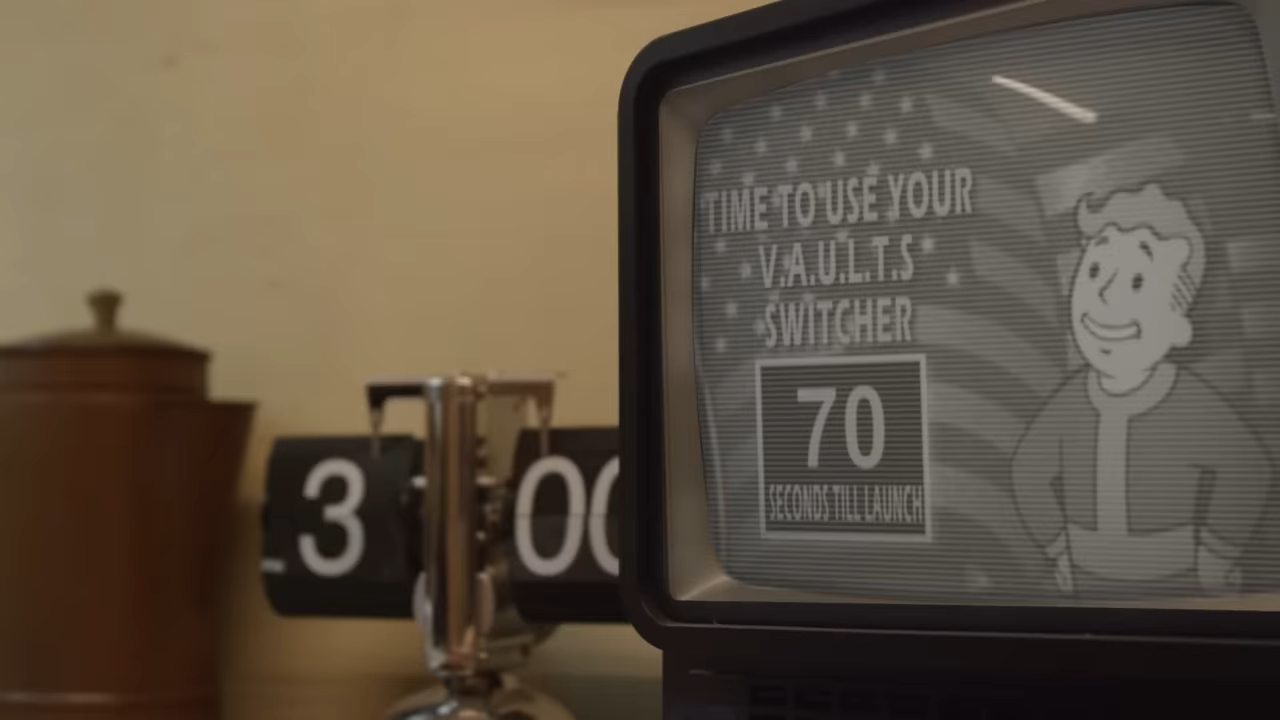 3 00
TIME TO USE YOUR
V.A.U.L.T.S
SWITCHER
70
SECONDS TILL LAUNCH